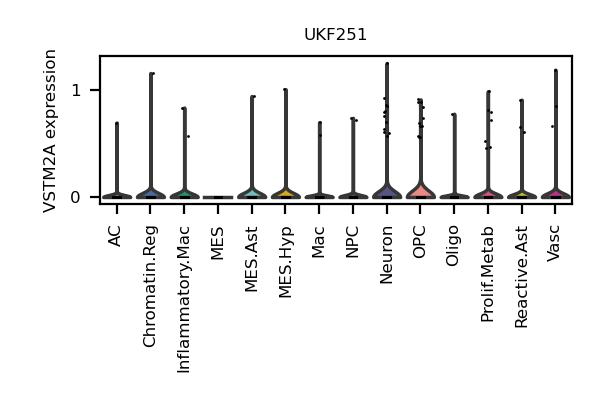 UKF251
VSTM2A expression
1
0
AC
Chromatin.Reg
Inflammatory.Mac
MES
MES.Ast
MES.Hyp
Mac
NPC
Neuron
OPC
Oligo
Prolif.Metab
Reactive.Ast
Vasc